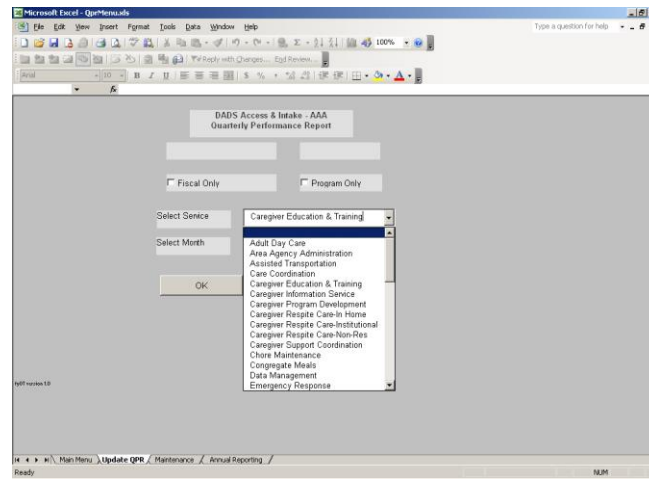 Microsoft Excel - QprMenu.xls
File Edit View Insert Format Tools Data Window Help
Type a question for help
100%
Reply with Changes... End Review...
Arial 10 B I U $ % , A
fx
DADS Access & Intake - AAA
Quarterly Performance Report
Fiscal Only Program Only
Select Service Caregiver Education & Training
Select Month
Adult Day Care
Area Agency Administration
Assisted Transportation
Care Coordination
Caregiver Education & Training
OK
Caregiver Information Service
Caregiver Program Development
Caregiver Respite Care-In Home
Caregiver Respite Care-Institutional
Caregiver Respite Care-Non-Res
Caregiver Support Coordination
Chore Maintenance
Congregate Meals
Data Management
Emergency Response
version 1.0
Main Menu Update QPR Maintenance Annual Reporting
Ready NUM